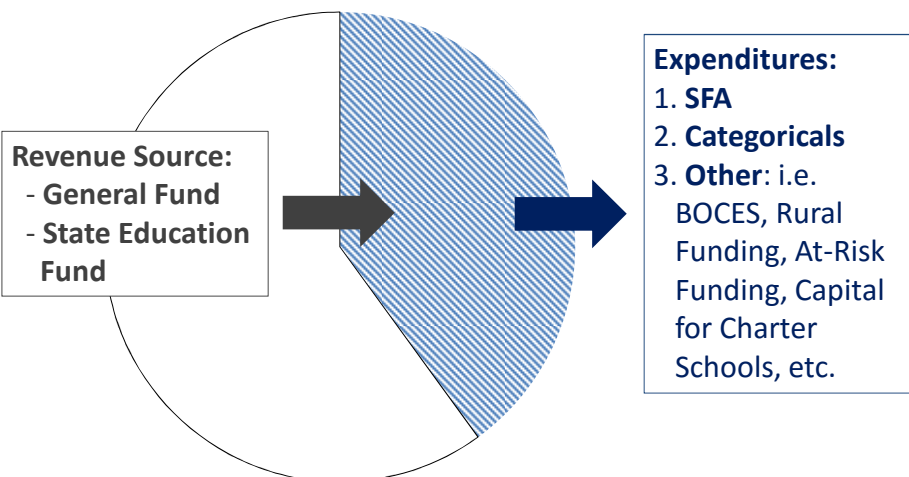 Revenue Source:
- General Fund
- State Education
Fund
Expenditures:
1. SFA
2. Categoricals
3. Other: i.e.
BOCES, Rural
Funding, At-Risk
Funding, Capital
for Charter
Schools, etc.